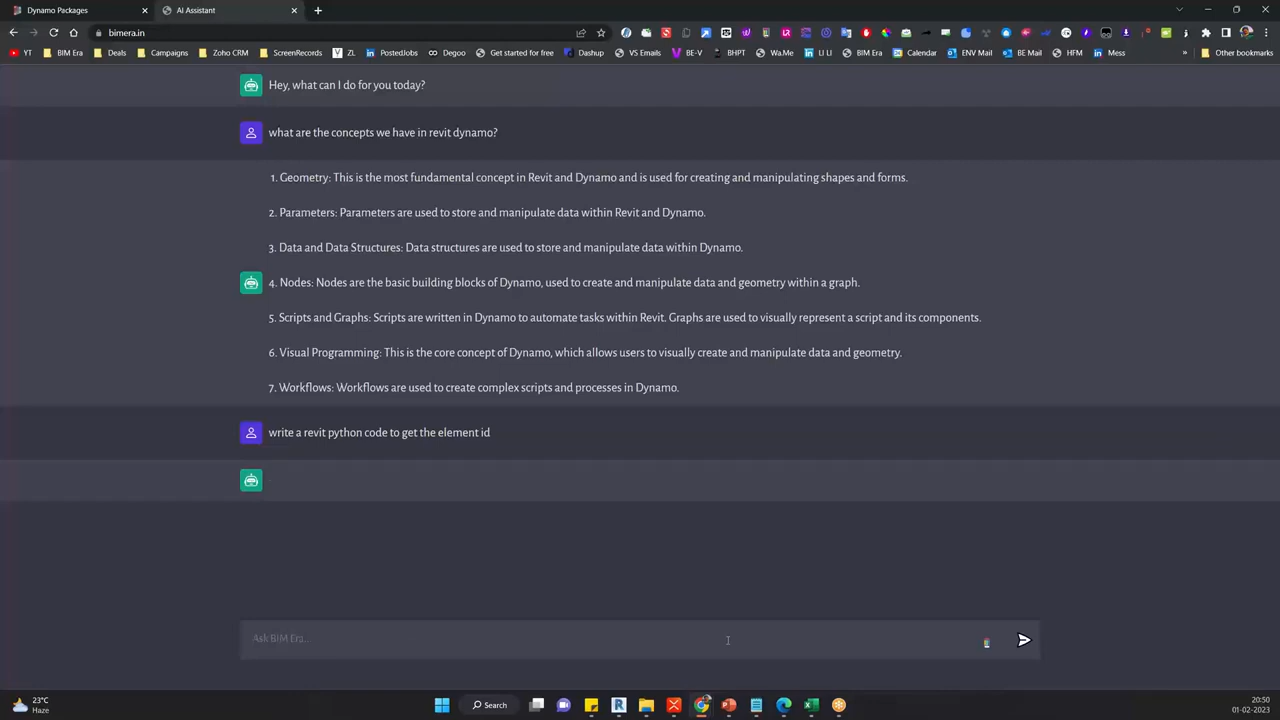 Dynamo Packages
AI Assistant
bimera.in
YT
BIM Era
Deals
Campaigns
Zoho CRM
ScreenRecords
ZL
PostedJobs
Degoo
Get started for free
Dashup
VS Emails
BE-V
BHPT
Wa.Me
LI LI
BIM Era
Calendar
ENV Mail
BE Mail
HFM
Mess
»
Other bookmarks
Hey, what can I do for you today?
what are the concepts we have in revit dynamo?
1. Geometry: This is the most fundamental concept in Revit and Dynamo and is used for creating and manipulating shapes and forms.
2. Parameters: Parameters are used to store and manipulate data within Revit and Dynamo.
3. Data and Data Structures: Data structures are used to store and manipulate data within Dynamo.
4. Nodes: Nodes are the basic building blocks of Dynamo, used to create and manipulate data and geometry within a graph.
5. Scripts and Graphs: Scripts are written in Dynamo to automate tasks within Revit. Graphs are used to visually represent a script and its components.
6. Visual Programming: This is the core concept of Dynamo, which allows users to visually create and manipulate data and geometry.
7. Workflows: Workflows are used to create complex scripts and processes in Dynamo.
write a revit python code to get the element id
Ask BIM Era...
23°C
Haze
Search
20:50
01-02-2023